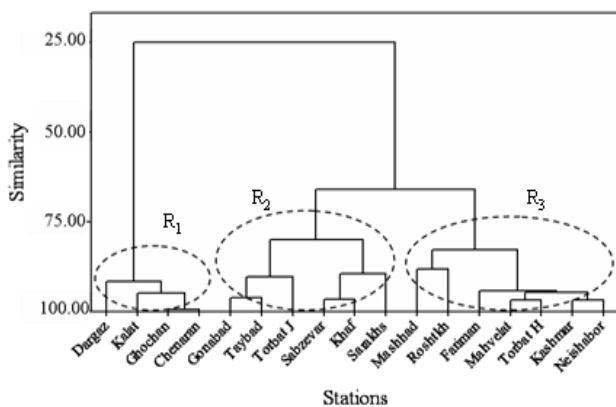 25.00
50.00
75.00
100.00
Similarity
R1
R2
R3
Dargaz
Kalat
Ghochan
Chenaran
Gonabad
Taybad
Torbat J
Sabzevar
Khaf
Sarakhs
Mashhad
Roshtkh
Fariman
Mahvelat
Torbat H
Kashmar
Neishabor
Stations